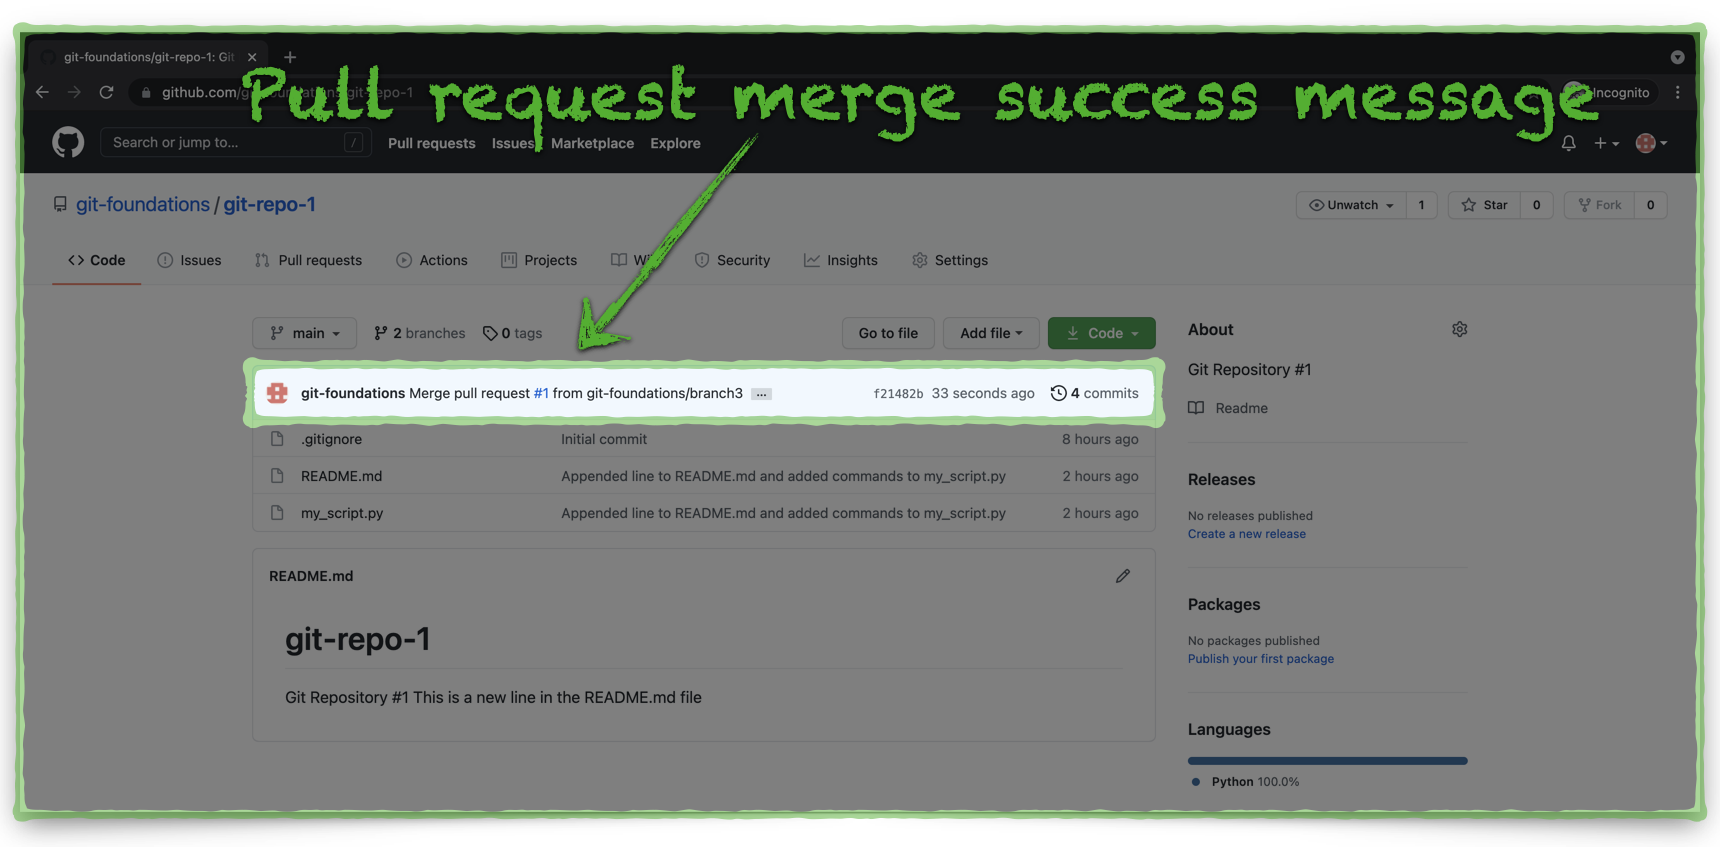 git-foundations/git-repo-1: Git
Pull request merge success message
github.com/git-foundations/git-repo-1
Incognito
Search or jump to... /
Pull requests Issues Marketplace Explore
git-foundations / git-repo-1
Unwatch 1 Star 0 Fork 0
Code Issues Pull requests Actions Projects Wiki Security Insights Settings
main 2 branches 0 tags Go to file Add file Code
git-foundations Merge pull request #1 from git-foundations/branch3 ... f21482b 33 seconds ago 4 commits
.gitignore Initial commit 8 hours ago
README.md Appended line to README.md and added commands to my_script.py 2 hours ago
my_script.py Appended line to README.md and added commands to my_script.py 2 hours ago
README.md
git-repo-1
Git Repository #1 This is a new line in the README.md file
About
Git Repository #1
Readme
Releases
No releases published
Create a new release
Packages
No packages published
Publish your first package
Languages
Python 100.0%